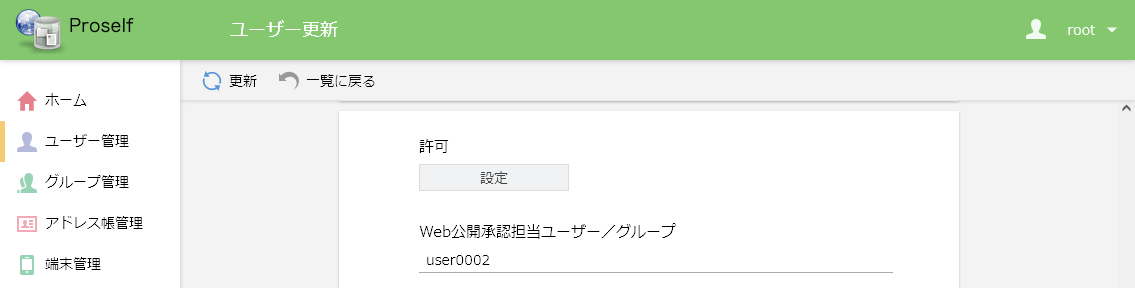 Proself
ユーザー更新
root
更新
一覧に戻る
ホーム
ユーザー管理
グループ管理
アドレス帳管理
端末管理
許可
設定
Web公開承認担当ユーザー／グループ
user0002